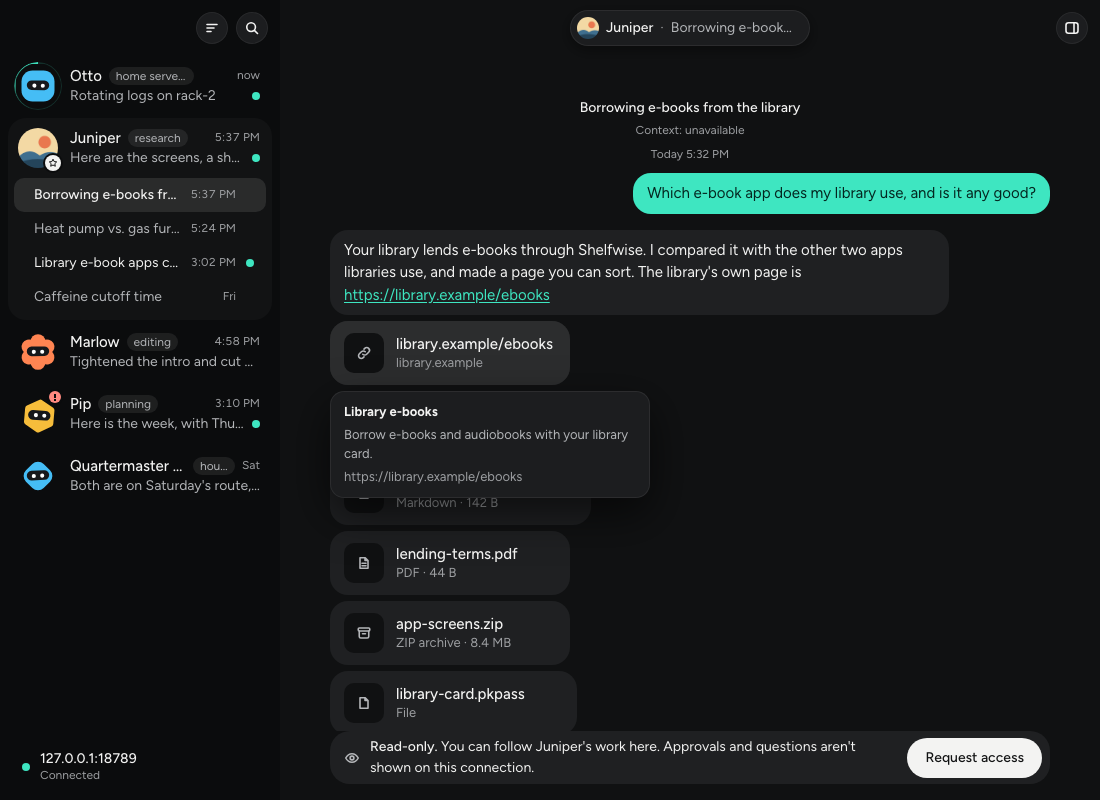 Juniper · Borrowing e-book…
Otto home serve… now
Rotating logs on rack-2
Juniper research 5:37 PM
Here are the screens, a sh…
Borrowing e-books fr… 5:37 PM
Heat pump vs. gas fur… 5:24 PM
Library e-book apps c… 3:02 PM
Caffeine cutoff time Fri
Marlow editing 4:58 PM
Tightened the intro and cut …
Pip planning 3:10 PM
Here is the week, with Thu…
Quartermaster … hou… Sat
Both are on Saturday's route,…
127.0.0.1:18789
Connected
Borrowing e-books from the library
Context: unavailable
Today 5:32 PM
Which e-book app does my library use, and is it any good?
Your library lends e-books through Shelfwise. I compared it with the other two apps
libraries use, and made a page you can sort. The library's own page is
https://library.example/ebooks
library.example/ebooks
library.example
Library e-books
Borrow e-books and audiobooks with your library
card.
https://library.example/ebooks
Markdown · 142 B
lending-terms.pdf
PDF · 44 B
app-screens.zip
ZIP archive · 8.4 MB
library-card.pkpass
File
Read-only. You can follow Juniper's work here. Approvals and questions aren't
shown on this connection.
Request access